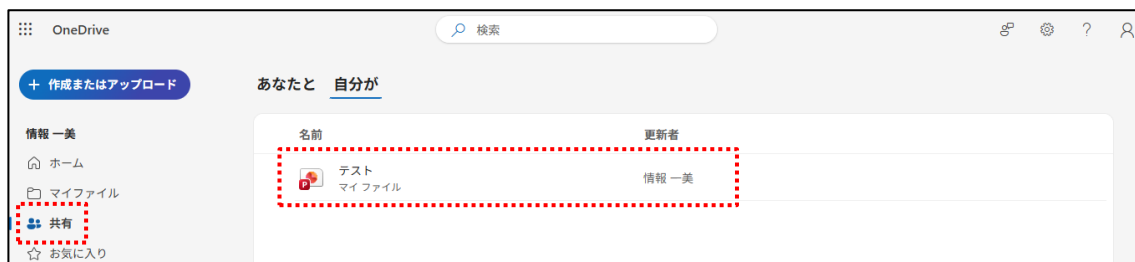 OneDrive
検索
?
+ 作成またはアップロード
あなたと 自分が
情報 一美
名前 更新者
ホーム
テスト
P
マイ ファイル
情報 一美
マイファイル
共有
お気に入り